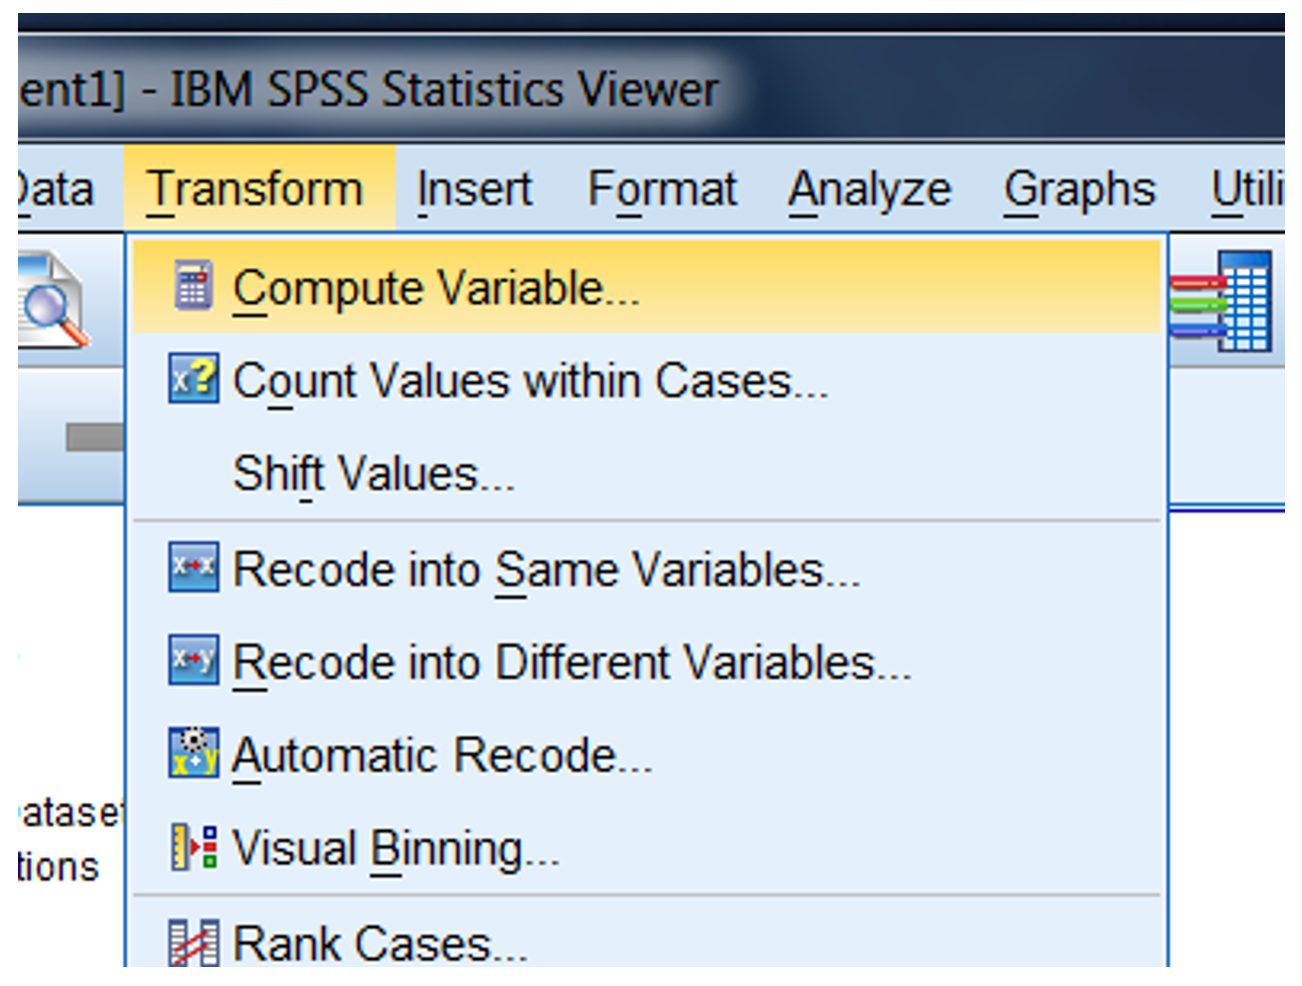 ent1] - IBM SPSS Statistics Viewer
Data Transform Insert Format Analyze Graphs Utili
Compute Variable...
Count Values within Cases...
Shift Values...
Recode into Same Variables...
Recode into Different Variables...
Automatic Recode...
Visual Binning...
Rank Cases...
ataset
tions